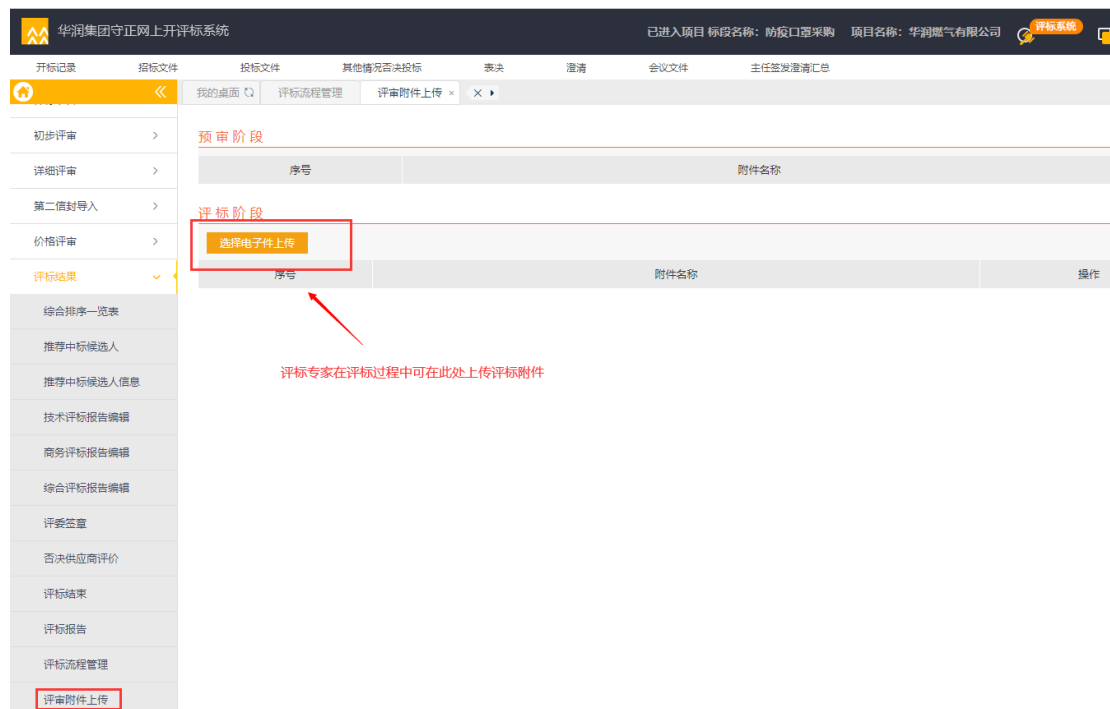 华润集团守正网上开评标系统
已进入项目 标段名称：防疫口罩采购 项目名称：华润燃气有限公司
评标系统
开标记录 招标文件 投标文件 其他情况否决投标 表决 澄清 会议文件 主任签发澄清汇总
我的桌面 评标流程管理 评审附件上传
初步评审
详细评审
第二信封导入
价格评审
评标结果
综合排序一览表
推荐中标候选人
推荐中标候选人信息
技术评标报告编辑
商务评标报告编辑
综合评标报告编辑
评委签章
否决供应商评价
评标结束
评标报告
评标流程管理
评审附件上传
预审阶段
序号 附件名称
评标阶段
选择电子件上传
序号 附件名称 操作
评标专家在评标过程中可在此处上传评标附件